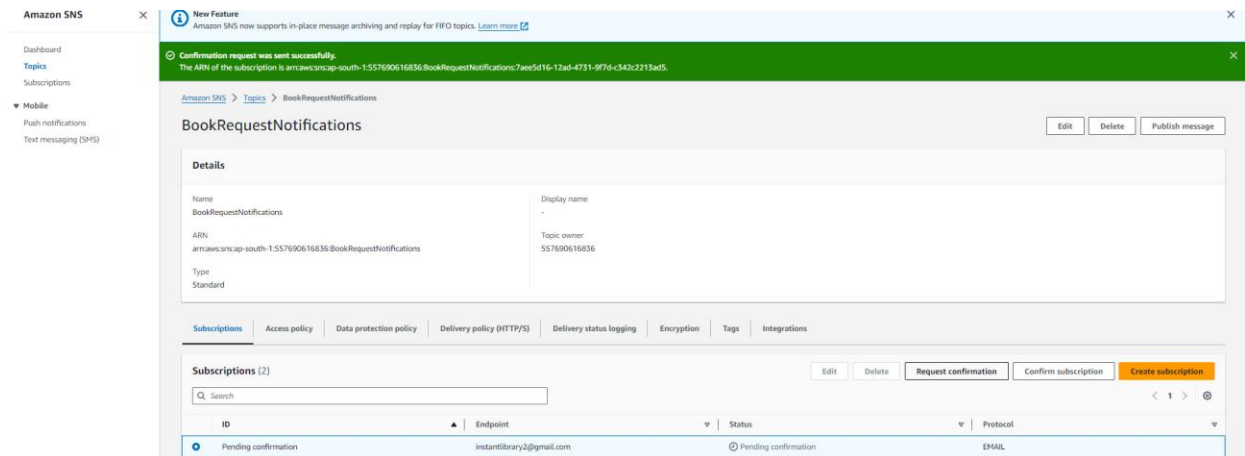 Amazon SNS
New Feature
Amazon SNS now supports in-place message archiving and replay for FIFO topics. Learn more
Dashboard
Topics
Subscriptions
Mobile
Push notifications
Text messaging (SMS)
Confirmation request was sent successfully.
The ARN of the subscription is arn:aws:sns:ap-south-1:557690616836:BookRequestNotifications:7aee5d16-12ad-4731-9f7d-c342c2213ad5.
Amazon SNS > Topics > BookRequestNotifications
BookRequestNotifications
Edit Delete Publish message
Details
Name
BookRequestNotifications
Display name
-
ARN
arn:aws:sns:ap-south-1:557690616836:BookRequestNotifications
Topic owner
557690616836
Type
Standard
Subscriptions Access policy Data protection policy Delivery policy (HTTP/S) Delivery status logging Encryption Tags Integrations
Subscriptions (2)
Edit Delete Request confirmation Confirm subscription Create subscription
Search
< 1 >
ID Endpoint Status Protocol
Pending confirmation instantlibrary2@gmail.com Pending confirmation EMAIL